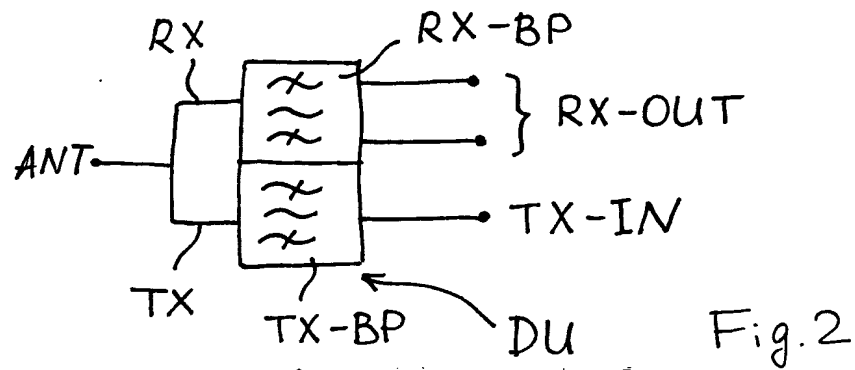 RX
RX-BP
RX-OUT
ANT
TX-IN
TX
TX-BP
DU
Fig.2